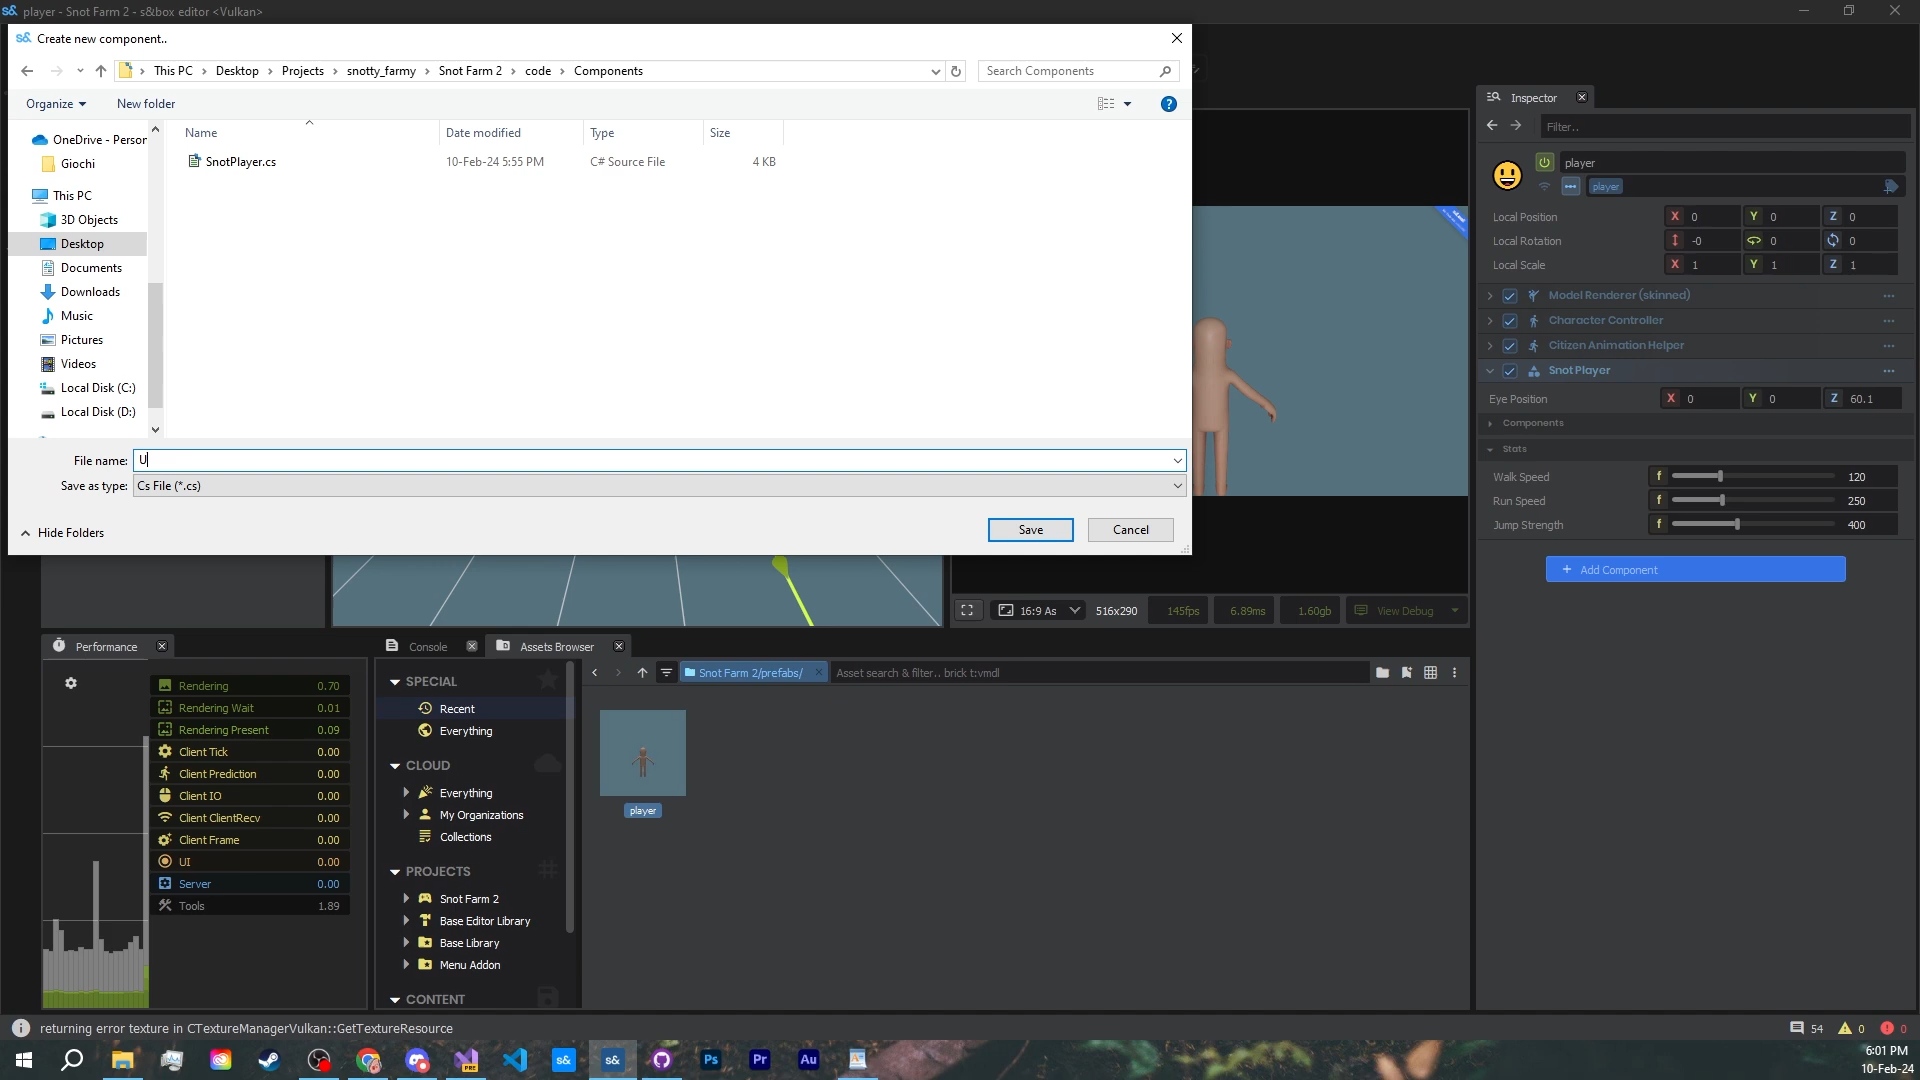 player - Snot Farm 2 - s&box editor <Vulkan>
Create new component..
This PC > Desktop > Projects > snotty_farmy > Snot Farm 2 > code > Components
Search Components
Organize
New folder
Name
Date modified
Type
Size
SnotPlayer.cs
10-Feb-24 5:55 PM
C# Source File
4 KB
OneDrive - Person
Giochi
This PC
3D Objects
Desktop
Documents
Downloads
Music
Pictures
Videos
Local Disk (C:)
Local Disk (D:)
File name:
U
Save as type:
Cs File (*.cs)
Hide Folders
Save
Cancel
Inspector
Filter..
player
player
Local Position
X 0
Y 0
Z 0
Local Rotation
-0
0
0
Local Scale
X 1
Y 1
Z 1
Model Renderer (skinned)
Character Controller
Citizen Animation Helper
Snot Player
Eye Position
X 0
Y 0
Z 60.1
Components
Stats
Walk Speed
f
120
Run Speed
f
250
Jump Strength
f
400
+ Add Component
16:9 As
516x290
145fps
6.89ms
1.60gb
View Debug
Performance
Rendering 0.70
Rendering Wait 0.01
Rendering Present 0.09
Client Tick 0.00
Client Prediction 0.00
Client IO 0.00
Client ClientRecv 0.00
Client Frame 0.00
UI 0.00
Server 0.00
Tools 1.89
Console
Assets Browser
SPECIAL
Recent
Everything
CLOUD
Everything
My Organizations
Collections
PROJECTS
Snot Farm 2
Base Editor Library
Base Library
Menu Addon
CONTENT
Snot Farm 2/prefabs/
Asset search & filter.. brick t:vmdl
player
returning error texture in CTextureManagerVulkan::GetTextureResource
54
0
0
s&
s&
Ps
Pr
Au
6:01 PM
10-Feb-24